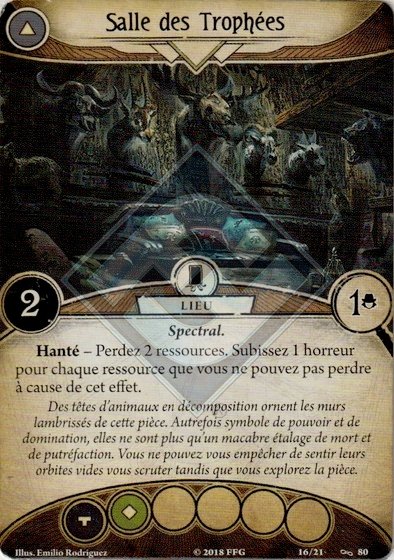 Salle des Trophées
2
LIEU
1
Spectral.
Hanté – Perdez 2 ressources. Subissez 1 horreur
pour chaque ressource que vous ne pouvez pas perdre
à cause de cet effet.
Des têtes d'animaux en décomposition ornent les murs
lambrissés de cette pièce. Autrefois symbole de pouvoir et de
domination, elles ne sont plus qu'un macabre étalage de mort et
de putréfaction. Vous ne pouvez vous empêcher de sentir leurs
orbites vides vous scruter tandis que vous explorez la pièce.
Illus. Emilio Rodriguez
© 2018 FFG
16/21
80